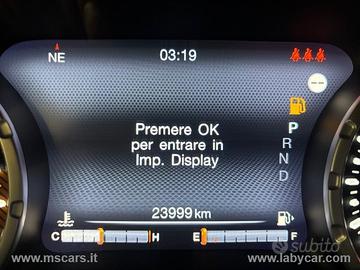 NE
03:19
Premere OK
per entrare in
Imp. Display
P
R
N
D
23999 km
C H
E F
www.mscars.it
www.labycar.com
subito